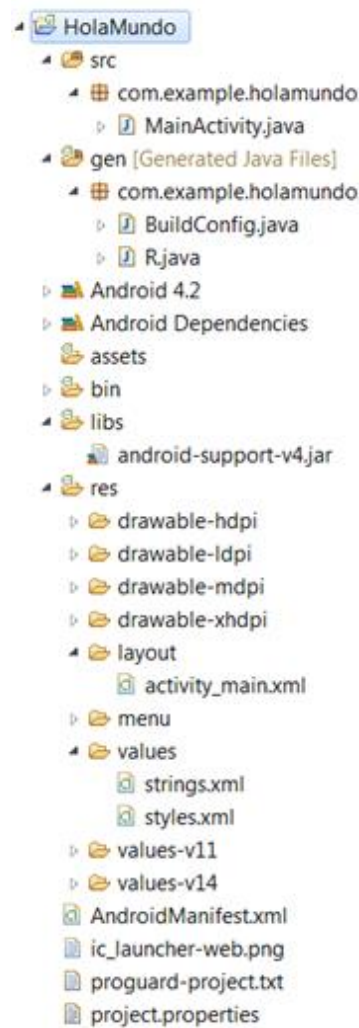 HolaMundo
src
com.example.holamundo
MainActivity.java
gen [Generated Java Files]
com.example.holamundo
BuildConfig.java
R.java
Android 4.2
Android Dependencies
assets
bin
libs
android-support-v4.jar
res
drawable-hdpi
drawable-ldpi
drawable-mdpi
drawable-xhdpi
layout
activity_main.xml
menu
values
strings.xml
styles.xml
values-v11
values-v14
AndroidManifest.xml
ic_launcher-web.png
proguard-project.txt
project.properties